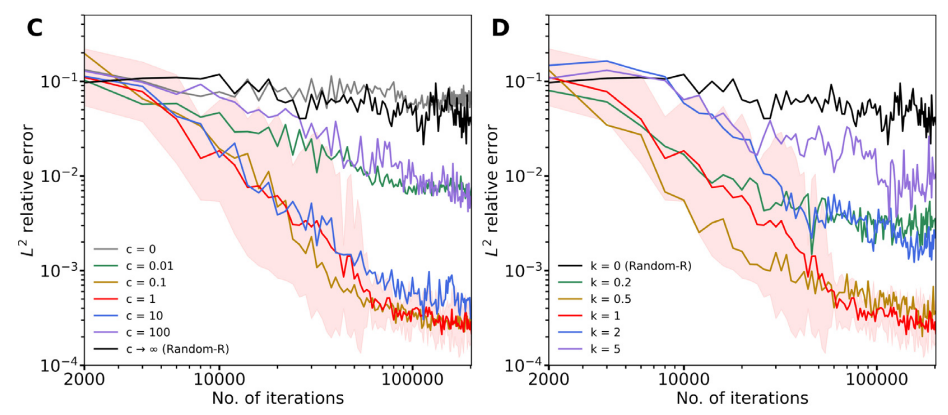 C
L² relative error
10⁻¹
10⁻²
10⁻³
10⁻⁴
c = 0
c = 0.01
c = 0.1
c = 1
c = 10
c = 100
c → ∞ (Random-R)
2000
10000
100000
No. of iterations
D
L² relative error
10⁻¹
10⁻²
10⁻³
10⁻⁴
k = 0 (Random-R)
k = 0.2
k = 0.5
k = 1
k = 2
k = 5
2000
10000
100000
No. of iterations